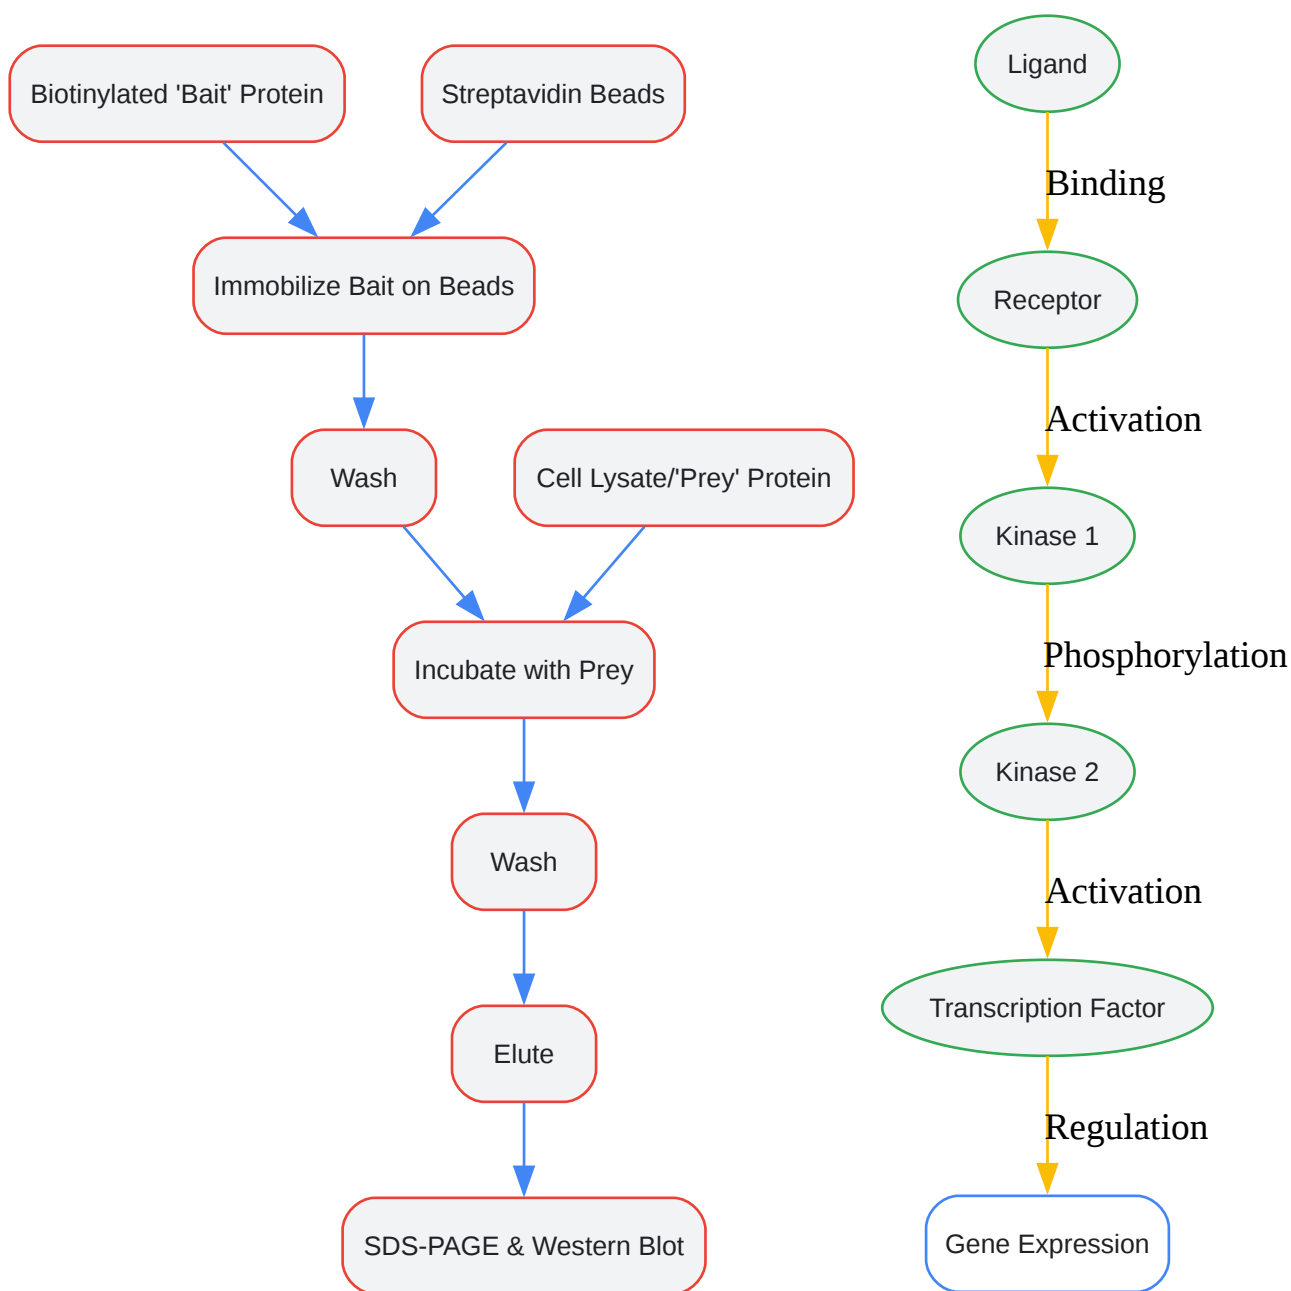 Biotinylated 'Bait' Protein
Streptavidin Beads
Immobilize Bait on Beads
Wash
Cell Lysate/'Prey' Protein
Incubate with Prey
Wash
Elute
SDS-PAGE & Western Blot
Ligand
Binding
Receptor
Activation
Kinase 1
Phosphorylation
Kinase 2
Activation
Transcription Factor
Regulation
Gene Expression